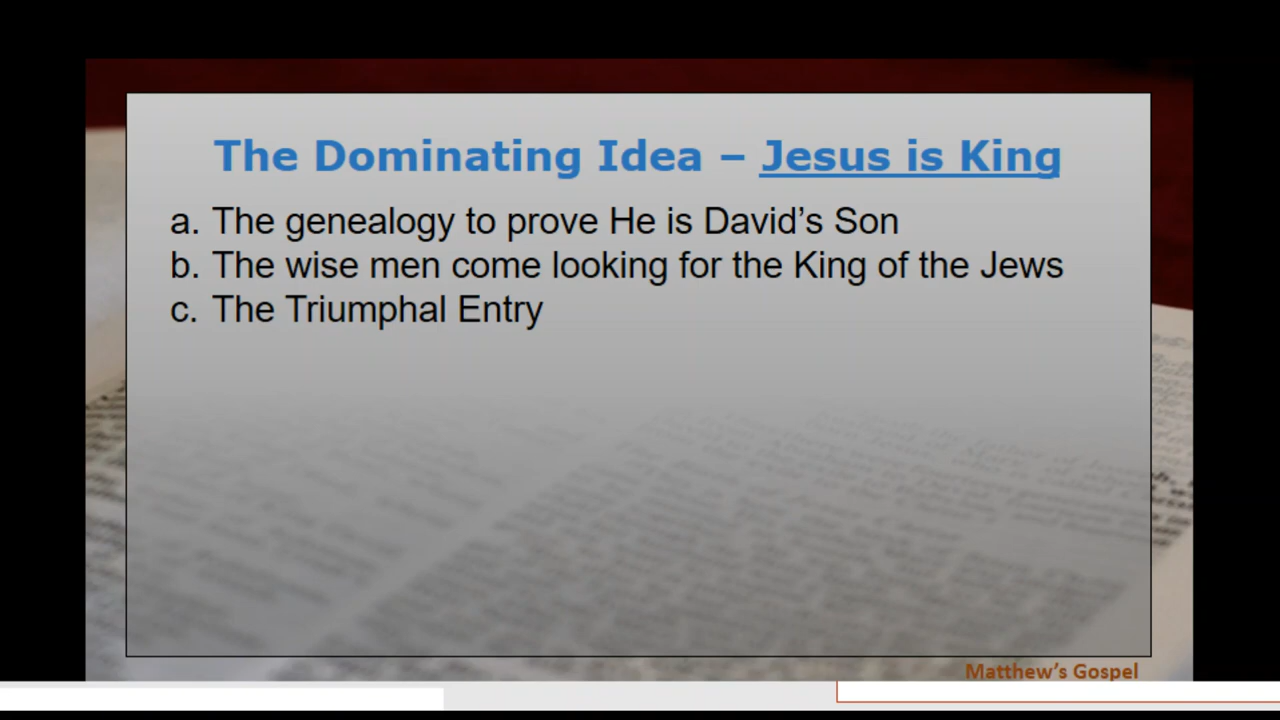 The Dominating Idea – Jesus is King
a. The genealogy to prove He is David’s Son
b. The wise men come looking for the King of the Jews
c. The Triumphal Entry
Matthew’s Gospel